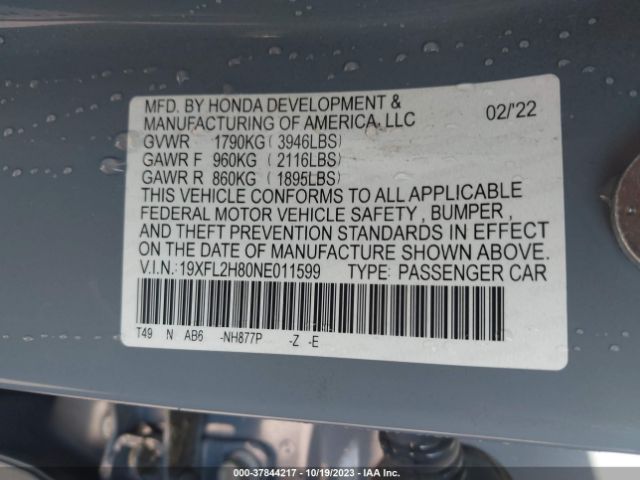 MFD. BY HONDA DEVELOPMENT & 02/'22
MANUFACTURING OF AMERICA, LLC
GVWR 1790KG ( 3946LBS)
GAWR F 960KG ( 2116LBS)
GAWR R 860KG ( 1895LBS)
THIS VEHICLE CONFORMS TO ALL APPLICABLE
FEDERAL MOTOR VEHICLE SAFETY , BUMPER ,
AND THEFT PREVENTION STANDARDS IN EFFECT
ON THE DATE OF MANUFACTURE SHOWN ABOVE.
V.I.N.: 19XFL2H80NE011599 TYPE: PASSENGER CAR
T49 N AB6 -NH877P -Z -E
000-37844217 - 10/19/2023 - IAA Inc.